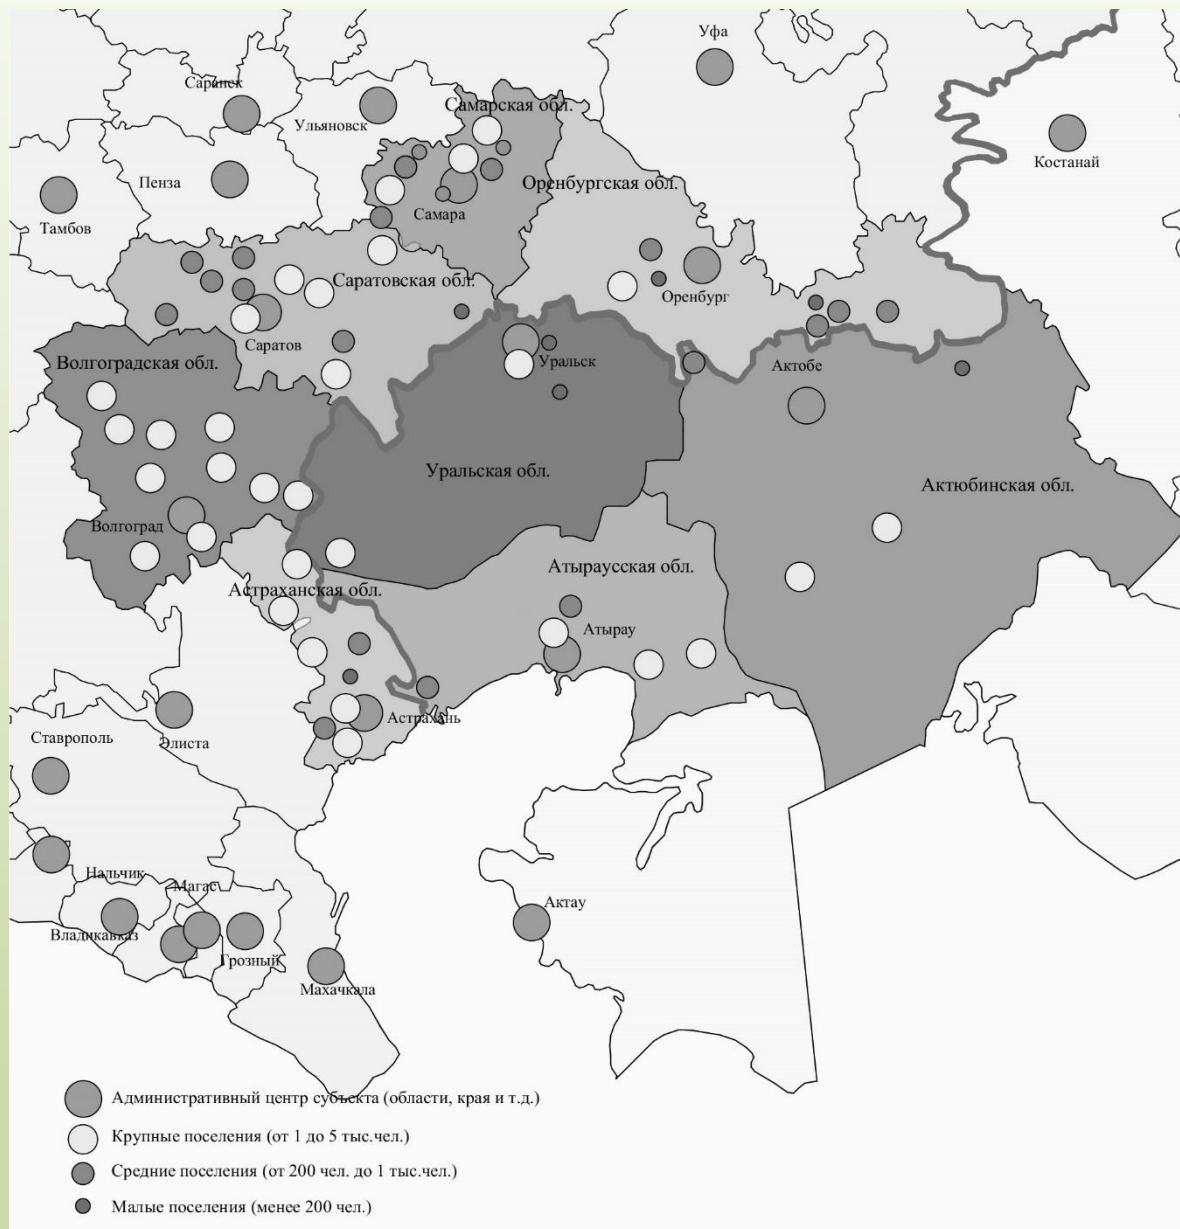 Уфа
Саранск
Самарская обл.
Ульяновск
Костанай
Пенза
Оренбургская обл.
Самара
Тамбов
Саратовская обл.
Оренбург
Саратов
Волгоградская обл.
Уральск
Актобе
Уральская обл.
Актюбинская обл.
Волгоград
Атыраусская обл.
Астраханская обл.
Атырау
Астрахань
Ставрополь
Элиста
Нальчик
Магас
Актау
Владикавказ
Грозный
Махачкала
Административный центр субъекта (области, края и т.д.)
Крупные поселения (от 1 до 5 тыс.чел.)
Средние поселения (от 200 чел. до 1 тыс.чел.)
Малые поселения (менее 200 чел.)